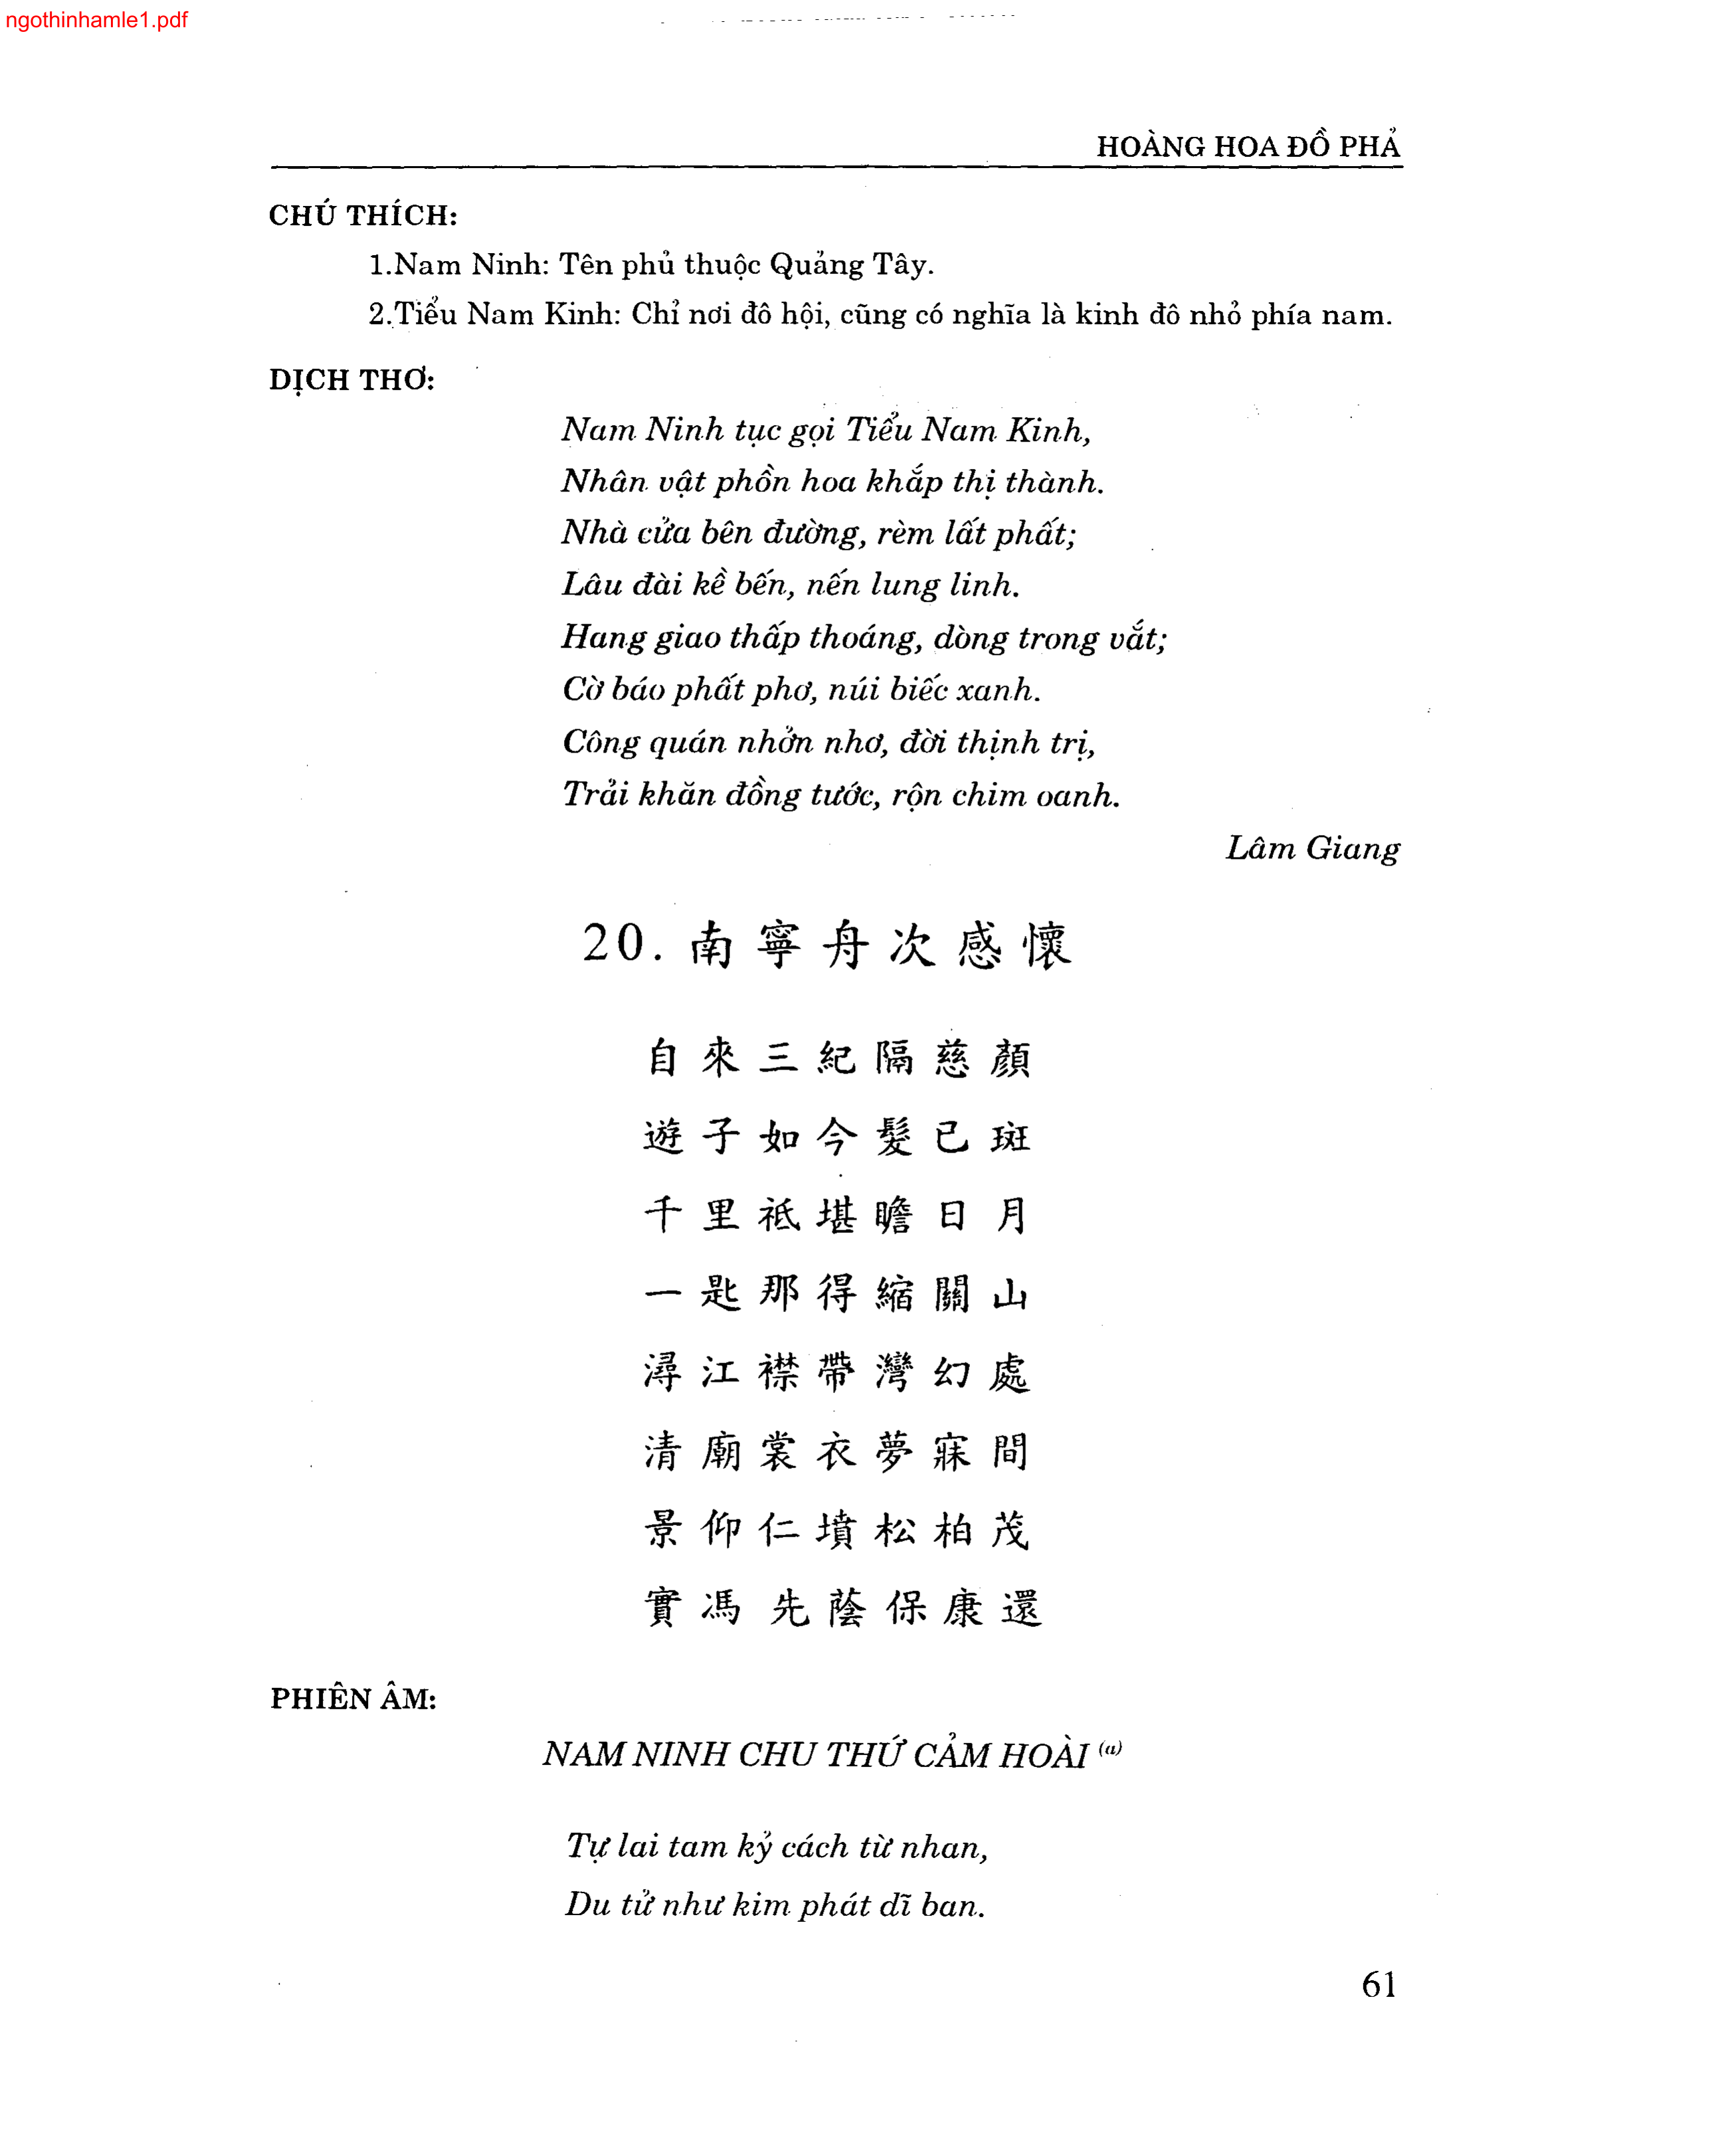 ngothinhamle1.pdf
HOÀNG HOA ĐỒ PHẢ
CHÚ THÍCH:
1.Nam Ninh: Tên phủ thuộc Quảng Tây.
2.Tiểu Nam Kinh: Chỉ nơi đô hội, cũng có nghĩa là kinh đô nhỏ phía nam.
DỊCH THƠ:
Nam Ninh tục gọi Tiểu Nam Kinh,
Nhân vật phồn hoa khắp thị thành.
Nhà cửa bên đường, rèm lất phất;
Lâu đài kề bến, nến lung linh.
Hang giao thấp thoáng, dòng trong vắt;
Cờ báo phất phơ, núi biếc xanh.
Công quán nhởn nhơ, đời thịnh trị,
Trải khăn đồng tước, rộn chim oanh.
Lâm Giang
20. 南寧舟次感懷
自來三紀隔慈顏
遊子如今髮已斑
千里祗堪瞻日月
一匙那得縮關山
潯江襟帶灣幻處
清廟裳衣夢寐間
景仰仁墳松柏茂
實馮先蔭保康還
PHIÊN ÂM:
NAM NINH CHU THỨ CẢM HOÀI (a)
Tự lai tam kỷ cách từ nhan,
Du tử như kim phát dĩ ban.
61